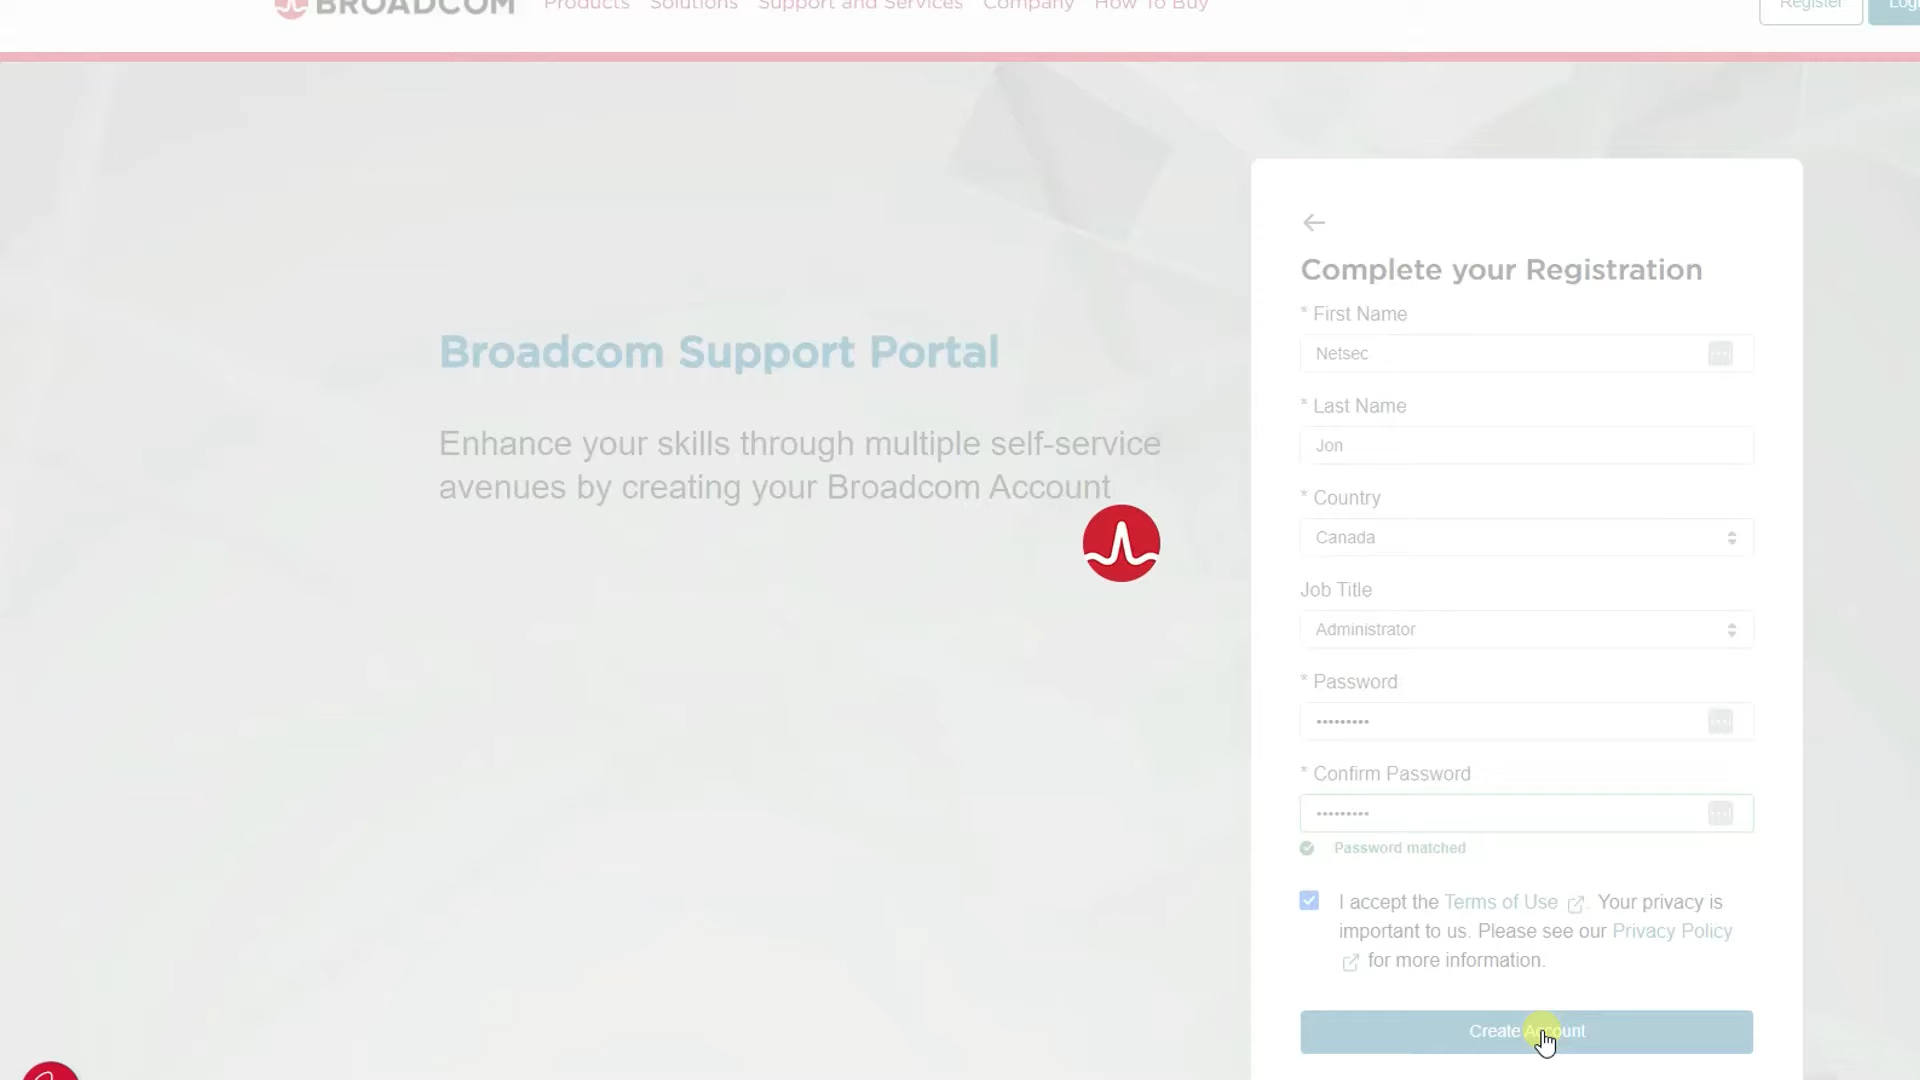 BROADCOM
Products Solutions Support and Services Company How To Buy
Register
Logi
Broadcom Support Portal
Enhance your skills through multiple self-service
avenues by creating your Broadcom Account
Complete your Registration
* First Name
Netsec
* Last Name
Jon
* Country
Canada
Job Title
Administrator
* Password
•••••••••
* Confirm Password
•••••••••
Password matched
I accept the Terms of Use . Your privacy is
important to us. Please see our Privacy Policy
for more information.
Create Account